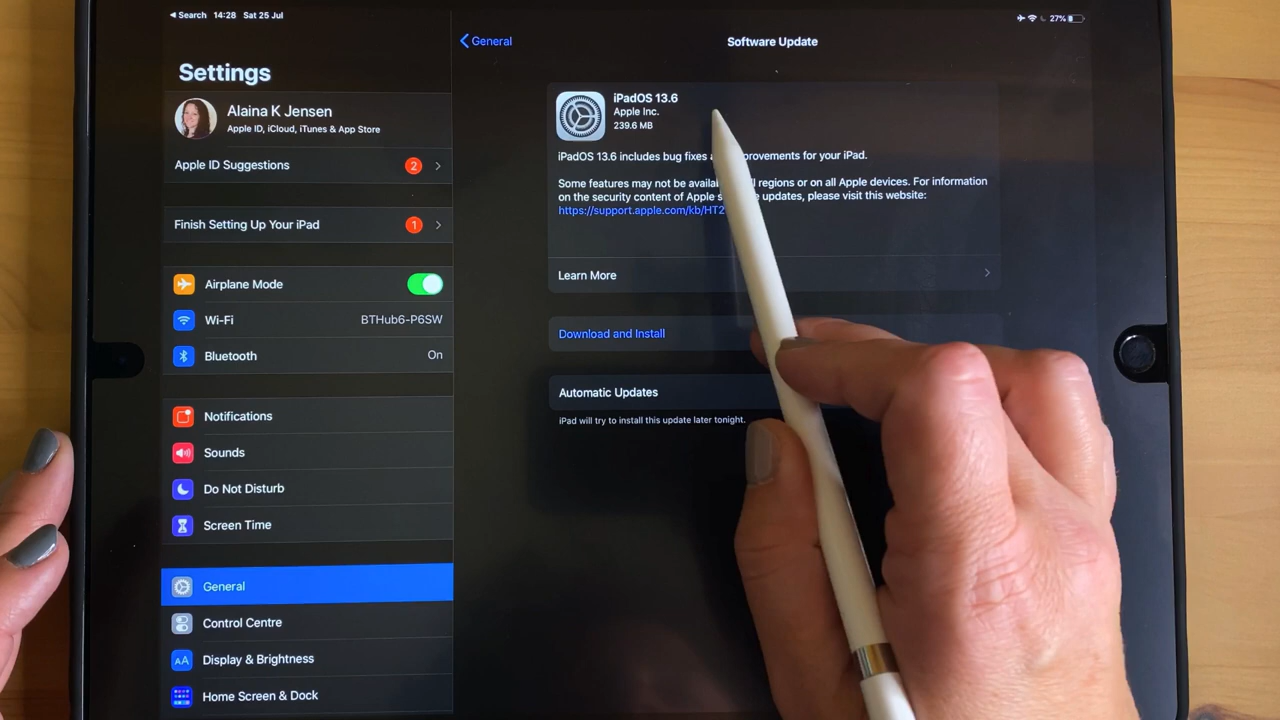 Search 14:28 Sat 25 Jul
27%
Settings
Alaina K Jensen
Apple ID, iCloud, iTunes & App Store
Apple ID Suggestions 2
Finish Setting Up Your iPad 1
Airplane Mode
Wi-Fi BTHub6-P6SW
Bluetooth On
Notifications
Sounds
Do Not Disturb
Screen Time
General
Control Centre
AA Display & Brightness
Home Screen & Dock
General
Software Update
iPadOS 13.6
Apple Inc.
239.6 MB
iPadOS 13.6 includes bug fixes provements for your iPad.
Some features may not be regions or on all Apple devices. For information
on the security content of Apple updates, please visit this website:
https://support.apple.com/kb/HT2
Learn More
Download and Install
Automatic Updates
iPad will try to install this update later tonight.